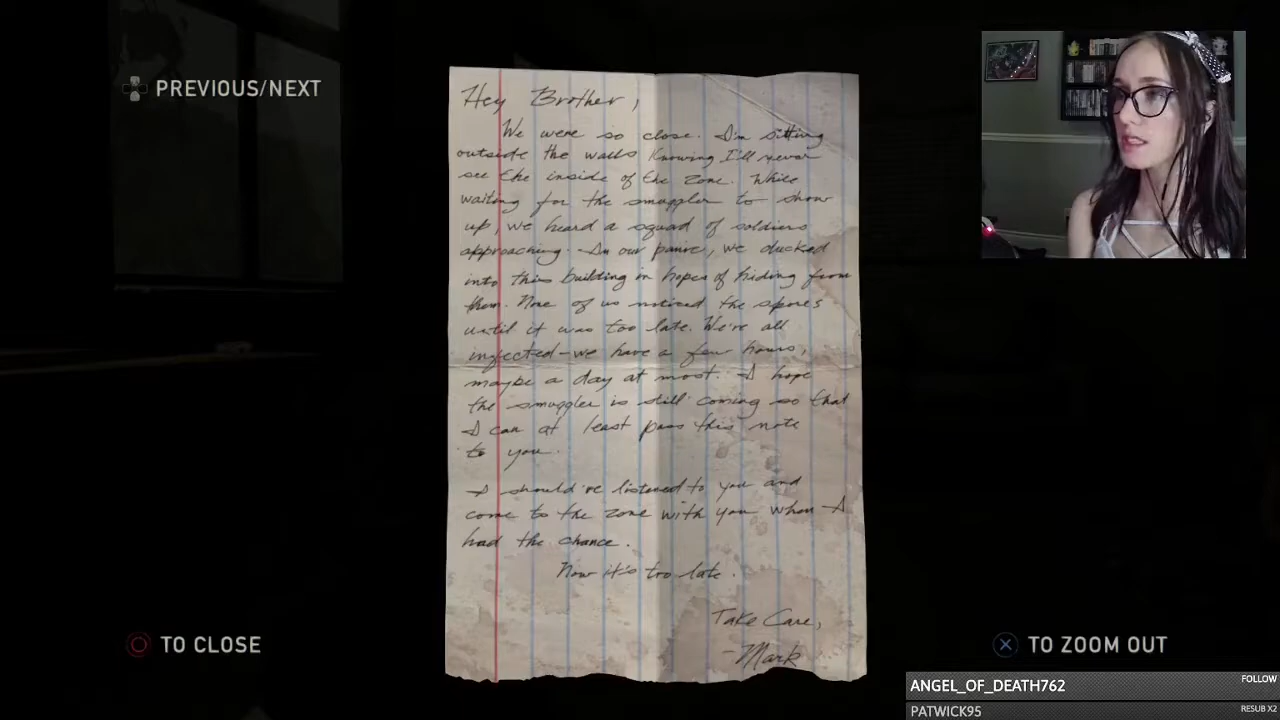 PREVIOUS/NEXT
Hey Brother,
We were so close. I'm sitting
outside the walls knowing I'll never
see the inside of the zone. While
waiting for the smuggler to show
up, we heard a squad of soldiers
approaching. In our panic, we ducked
into this building in hopes of hiding from
them. None of us noticed the spores
until it was too late. We're all
infected-we have a few hours,
maybe a day at most. I hope
the smuggler is still coming so that
I can at least pass this note
to you.
I should've listened to you and
come to the zone with you when I
had the chance.
Now it's too late.
Take Care,
-Mark
TO CLOSE
TO ZOOM OUT
ANGEL_OF_DEATH762
FOLLOW
PATWICK95
RESUB X2